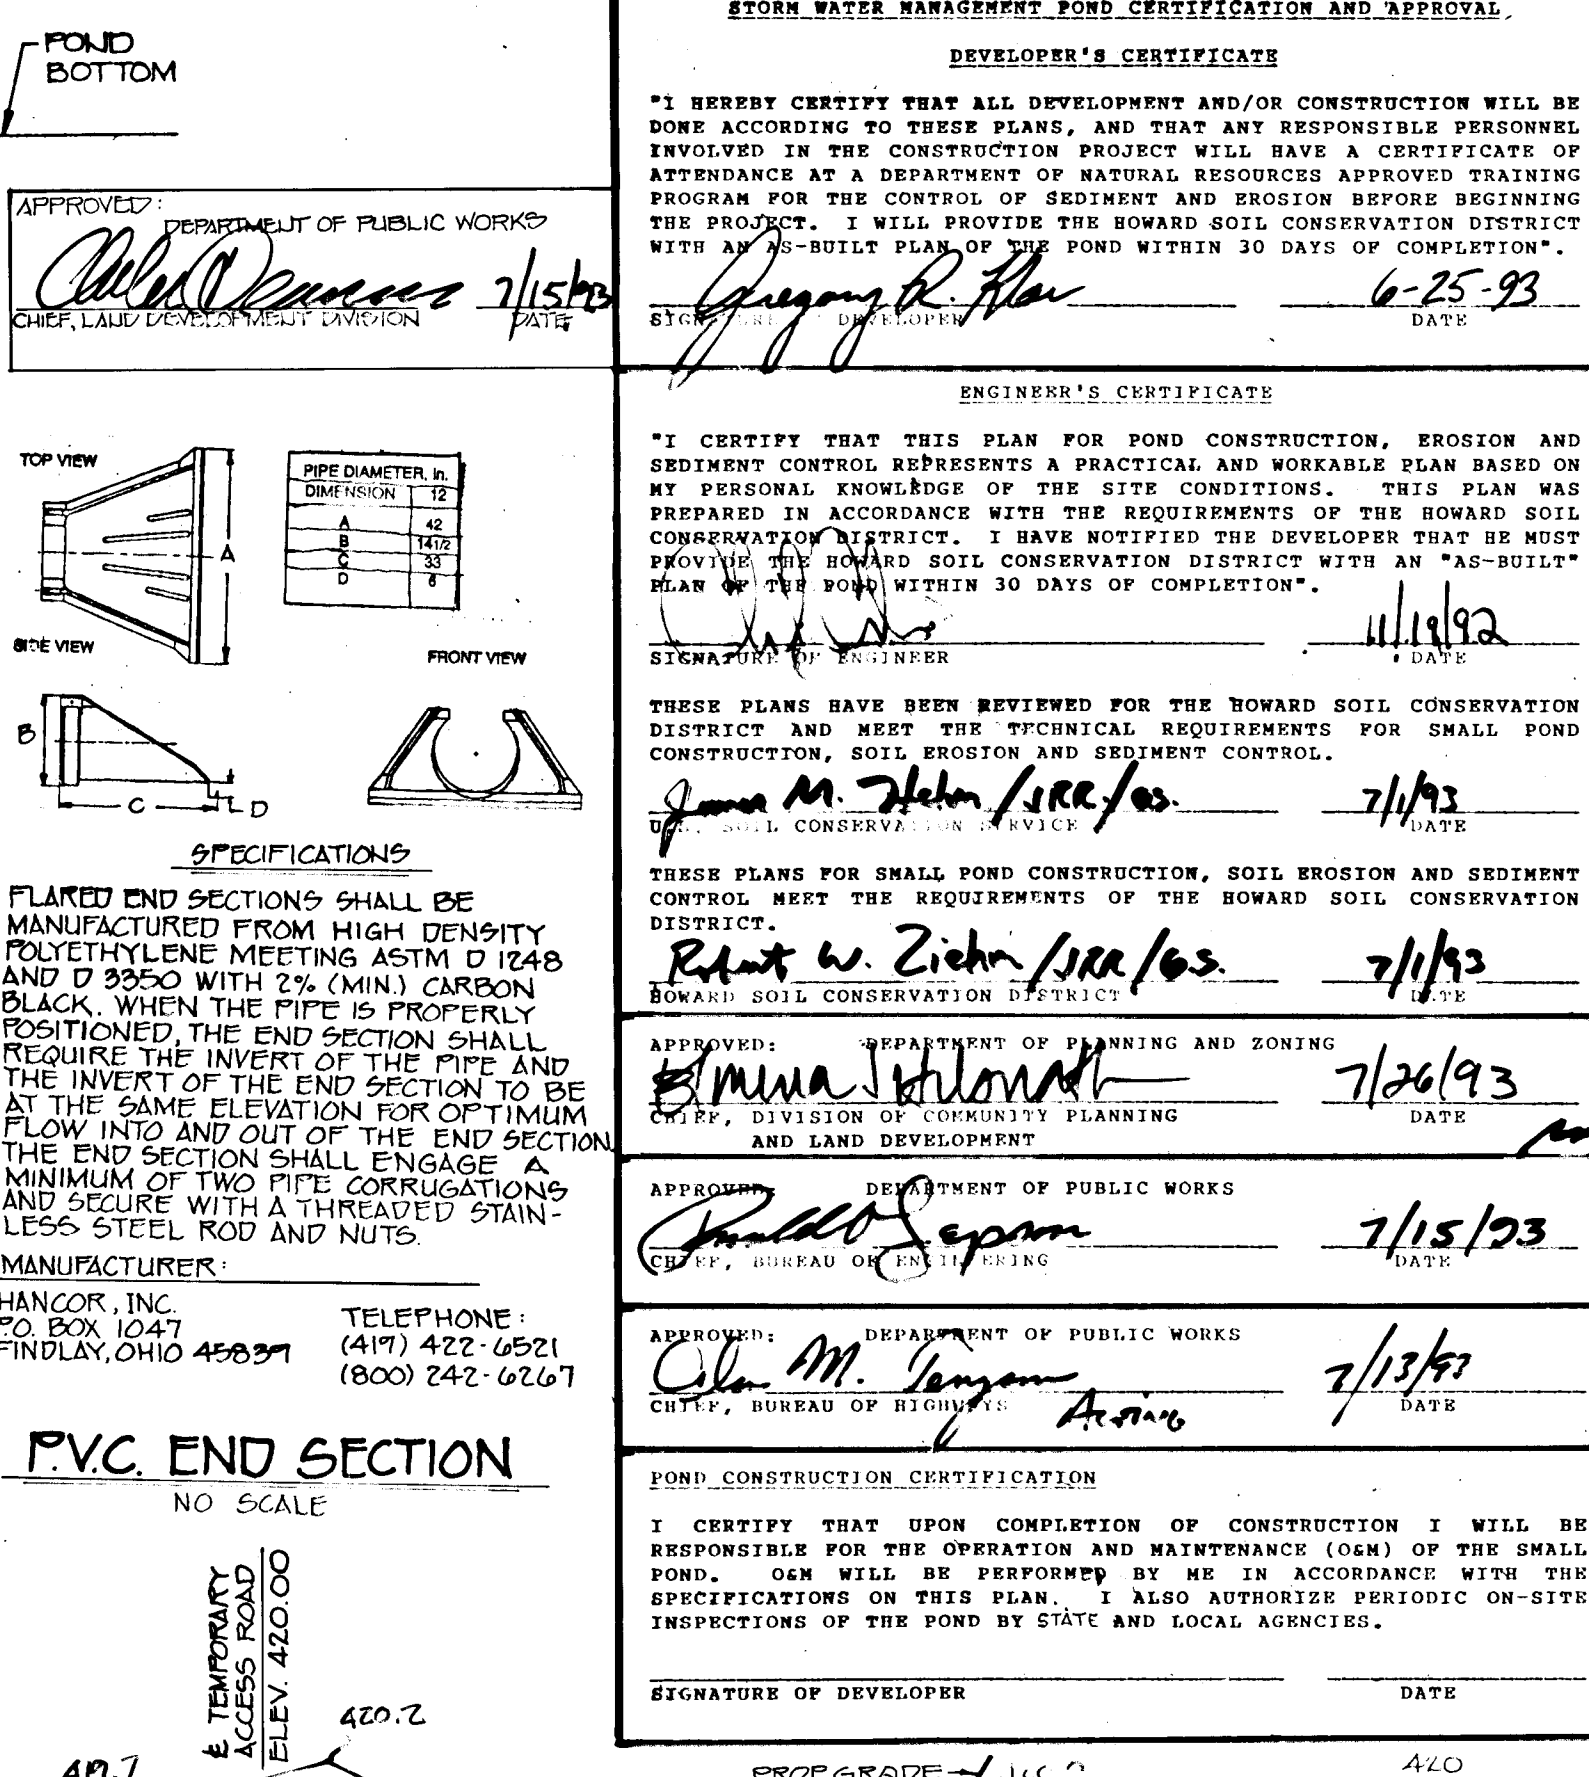 POND
BOTTOM
APPROVED:
DEPARTMENT OF PUBLIC WORKS
7/15/93
CHIEF, LAND DEVELOPMENT DIVISION DATE
TOP VIEW
A
SIDE VIEW
PIPE DIAMETER, in.
DIMENSION 12
A 42
B 14 1/2
C 33
D 6
FRONT VIEW
B
C
D
SPECIFICATIONS
FLARED END SECTIONS SHALL BE
MANUFACTURED FROM HIGH DENSITY
POLYETHYLENE MEETING ASTM D 1248
AND D 3350 WITH 2% (MIN.) CARBON
BLACK. WHEN THE PIPE IS PROPERLY
POSITIONED, THE END SECTION SHALL
REQUIRE THE INVERT OF THE PIPE AND
THE INVERT OF THE END SECTION TO BE
AT THE SAME ELEVATION FOR OPTIMUM
FLOW INTO AND OUT OF THE END SECTION.
THE END SECTION SHALL ENGAGE A
MINIMUM OF TWO PIPE CORRUGATIONS
AND SECURE WITH A THREADED STAIN-
LESS STEEL ROD AND NUTS.
MANUFACTURER:
HANCOR, INC.
P.O. BOX 1047
FINDLAY, OHIO 45839
TELEPHONE:
(419) 422-6521
(800) 242-6267
P.V.C. END SECTION
NO SCALE
℄ TEMPORARY
ACCESS ROAD
ELEV. 420.00
420.2
419.7
STORM WATER MANAGEMENT POND CERTIFICATION AND APPROVAL
DEVELOPER'S CERTIFICATE
"I HEREBY CERTIFY THAT ALL DEVELOPMENT AND/OR CONSTRUCTION WILL BE
DONE ACCORDING TO THESE PLANS, AND THAT ANY RESPONSIBLE PERSONNEL
INVOLVED IN THE CONSTRUCTION PROJECT WILL HAVE A CERTIFICATE OF
ATTENDANCE AT A DEPARTMENT OF NATURAL RESOURCES APPROVED TRAINING
PROGRAM FOR THE CONTROL OF SEDIMENT AND EROSION BEFORE BEGINNING
THE PROJECT. I WILL PROVIDE THE HOWARD SOIL CONSERVATION DISTRICT
WITH AN AS-BUILT PLAN OF THE POND WITHIN 30 DAYS OF COMPLETION".
Gregory R. 6-25-93
SIGNATURE DEVELOPER DATE
ENGINEER'S CERTIFICATE
"I CERTIFY THAT THIS PLAN FOR POND CONSTRUCTION, EROSION AND
SEDIMENT CONTROL REPRESENTS A PRACTICAL AND WORKABLE PLAN BASED ON
MY PERSONAL KNOWLEDGE OF THE SITE CONDITIONS. THIS PLAN WAS
PREPARED IN ACCORDANCE WITH THE REQUIREMENTS OF THE HOWARD SOIL
CONSERVATION DISTRICT. I HAVE NOTIFIED THE DEVELOPER THAT HE MUST
PROVIDE THE HOWARD SOIL CONSERVATION DISTRICT WITH AN "AS-BUILT"
PLAN OF THE POND WITHIN 30 DAYS OF COMPLETION".
11/19/92
SIGNATURE OF ENGINEER DATE
THESE PLANS HAVE BEEN REVIEWED FOR THE HOWARD SOIL CONSERVATION
DISTRICT AND MEET THE TECHNICAL REQUIREMENTS FOR SMALL POND
CONSTRUCTION, SOIL EROSION AND SEDIMENT CONTROL.
James M. Helm /JRR/GS. 7/1/93
U.S. SOIL CONSERVATION SERVICE DATE
THESE PLANS FOR SMALL POND CONSTRUCTION, SOIL EROSION AND SEDIMENT
CONTROL MEET THE REQUIREMENTS OF THE HOWARD SOIL CONSERVATION
DISTRICT.
Robert W. Ziehm /JRR/G.S. 7/1/93
HOWARD SOIL CONSERVATION DISTRICT DATE
APPROVED: DEPARTMENT OF PLANNING AND ZONING
7/26/93
CHIEF, DIVISION OF COMMUNITY PLANNING DATE
AND LAND DEVELOPMENT
APPROVED: DEPARTMENT OF PUBLIC WORKS
Ronald Lepson 7/15/93
CHIEF, BUREAU OF ENGINEERING DATE
APPROVED: DEPARTMENT OF PUBLIC WORKS
M. 7/13/93
CHIEF, BUREAU OF HIGHWAYS Acting DATE
POND CONSTRUCTION CERTIFICATION
I CERTIFY THAT UPON COMPLETION OF CONSTRUCTION I WILL BE
RESPONSIBLE FOR THE OPERATION AND MAINTENANCE (O&M) OF THE SMALL
POND. O&M WILL BE PERFORMED BY ME IN ACCORDANCE WITH THE
SPECIFICATIONS ON THIS PLAN. I ALSO AUTHORIZE PERIODIC ON-SITE
INSPECTIONS OF THE POND BY STATE AND LOCAL AGENCIES.
SIGNATURE OF DEVELOPER DATE
PROP GRADE
420